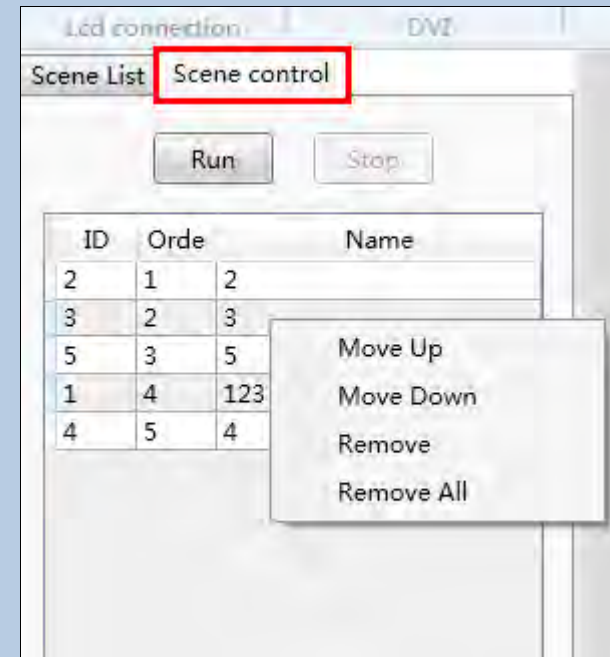 Lcd connection DVI
Scene List Scene control
Run Stop
ID Orde Name
2 1 2
3 2 3
5 3 5
1 4 123
4 5 4
Move Up
Move Down
Remove
Remove All